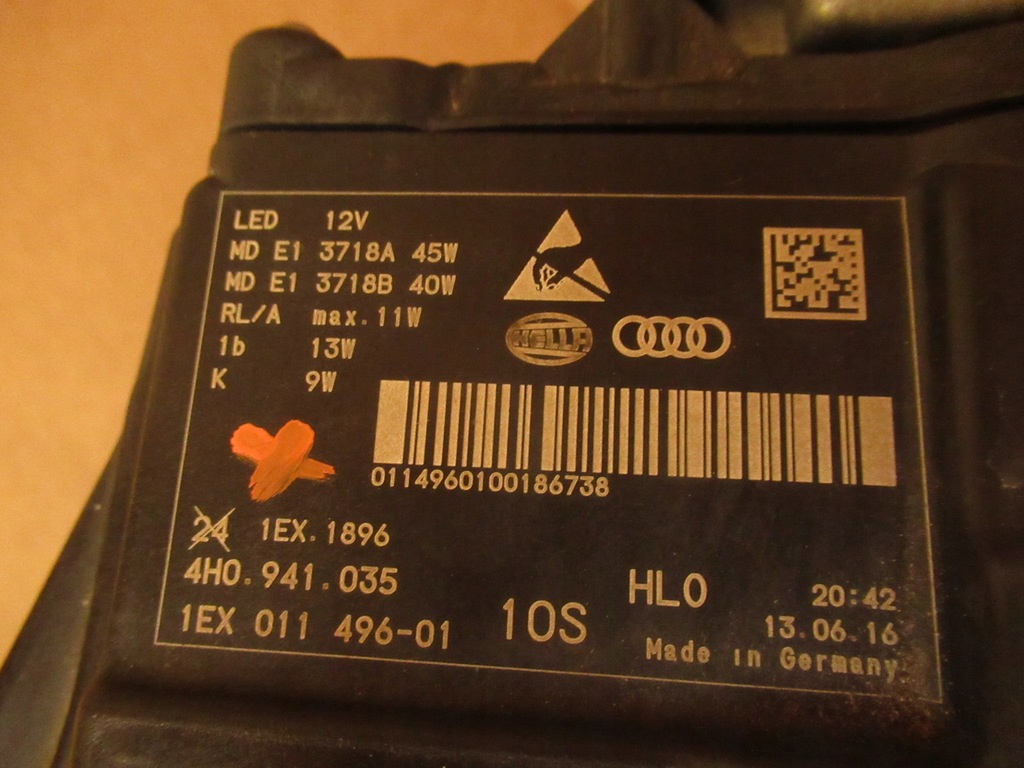 LED 12V
MD E1 3718A 45W
MD E1 3718B 40W
RL/A max.11W
1b 13W
K 9W
HELLA
0114960100186738
24 1EX.1896
4H0.941.035
1EX 011 496-01
10S
HL0
20:42
13.06.16
Made in Germany